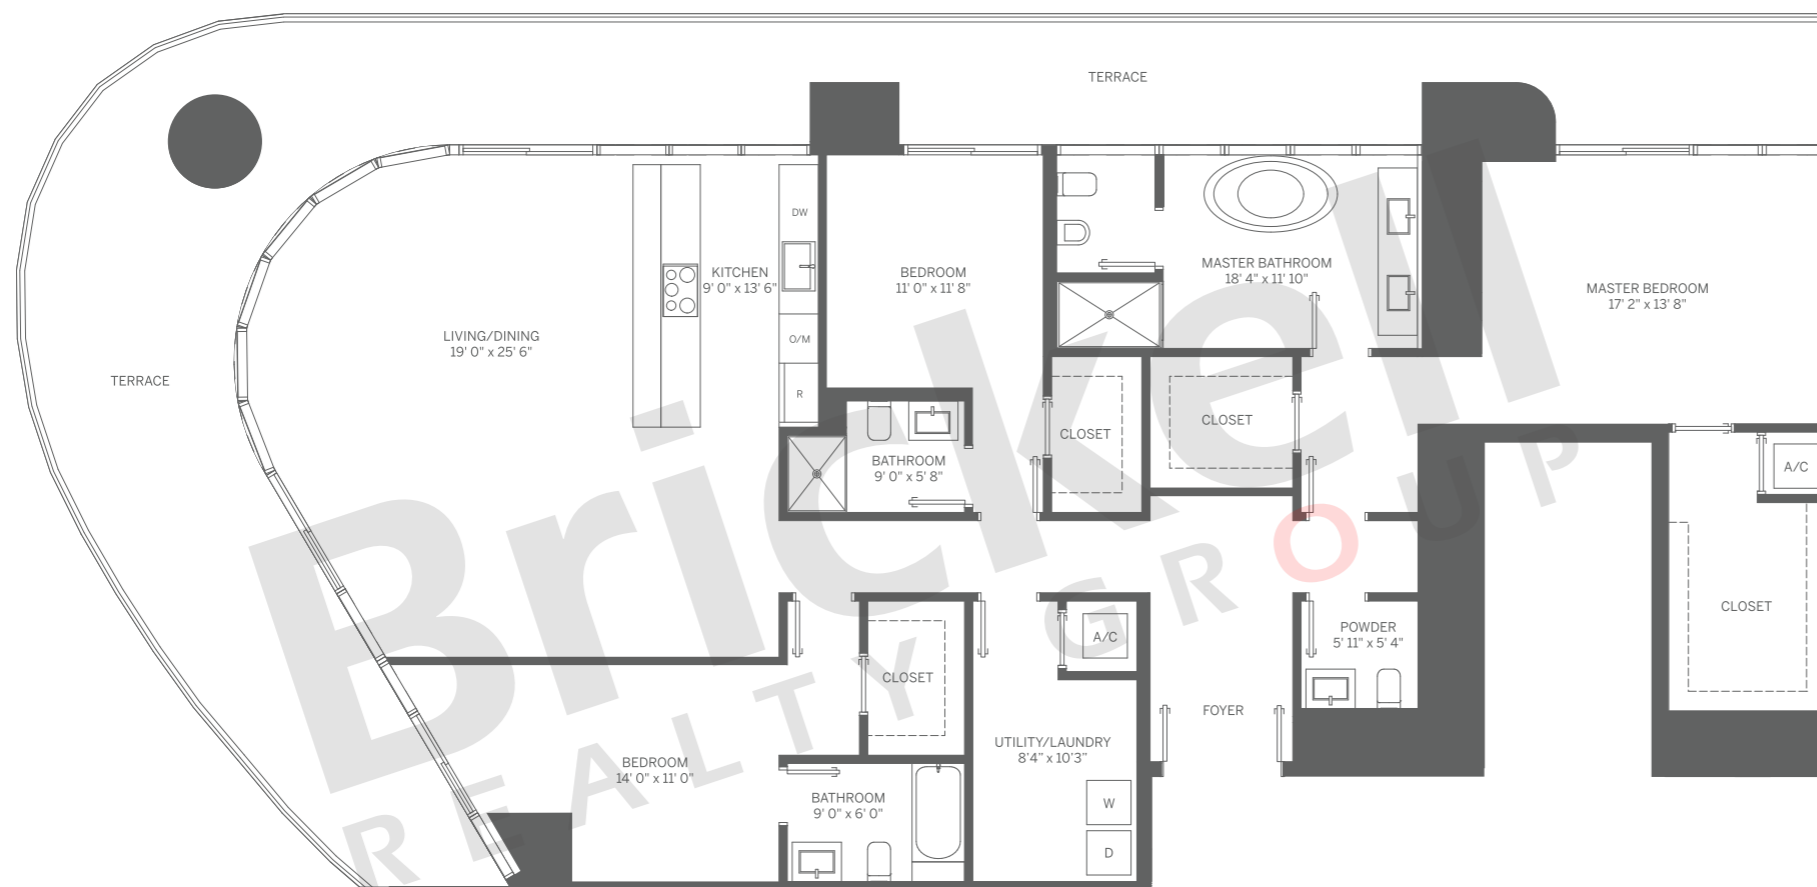 TERRACE
DW
KITCHEN
9' 0" x 13' 6"
BEDROOM
11' 0" x 11' 8"
MASTER BATHROOM
18' 4" x 11' 10"
MASTER BEDROOM
17' 2" x 13' 8"
LIVING/DINING
19' 0" x 25' 6"
O/M
TERRACE
R
CLOSET
CLOSET
BATHROOM
9' 0" x 5' 8"
A/C
Brickell
REALTY GROUP
CLOSET
A/C
POWDER
5' 11" x 5' 4"
CLOSET
FOYER
UTILITY/LAUNDRY
8'4" x 10'3"
BEDROOM
14' 0" x 11' 0"
BATHROOM
9' 0" x 6' 0"
W
D